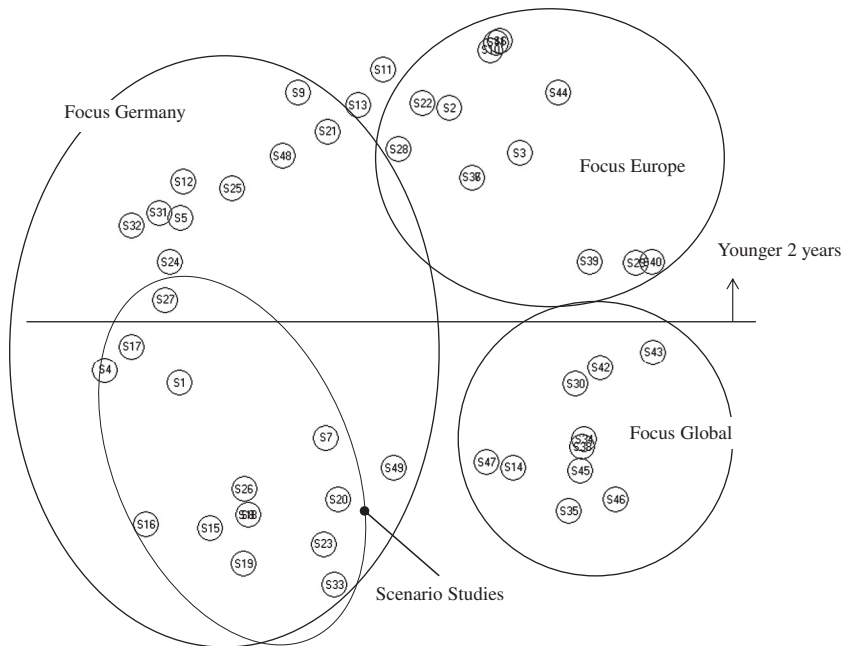 S11
S44
S9
S13
S22
S2
Focus Germany
S21
S28
S3
S48
Focus Europe
S12
S25
S31
S5
S32
Younger 2 years
S24
S39
S27
S17
S43
S4
S42
S1
S30
S7
Focus Global
S47
S14
S49
S45
S26
S20
S46
S16
S15
S35
S23
S19
S33
Scenario Studies